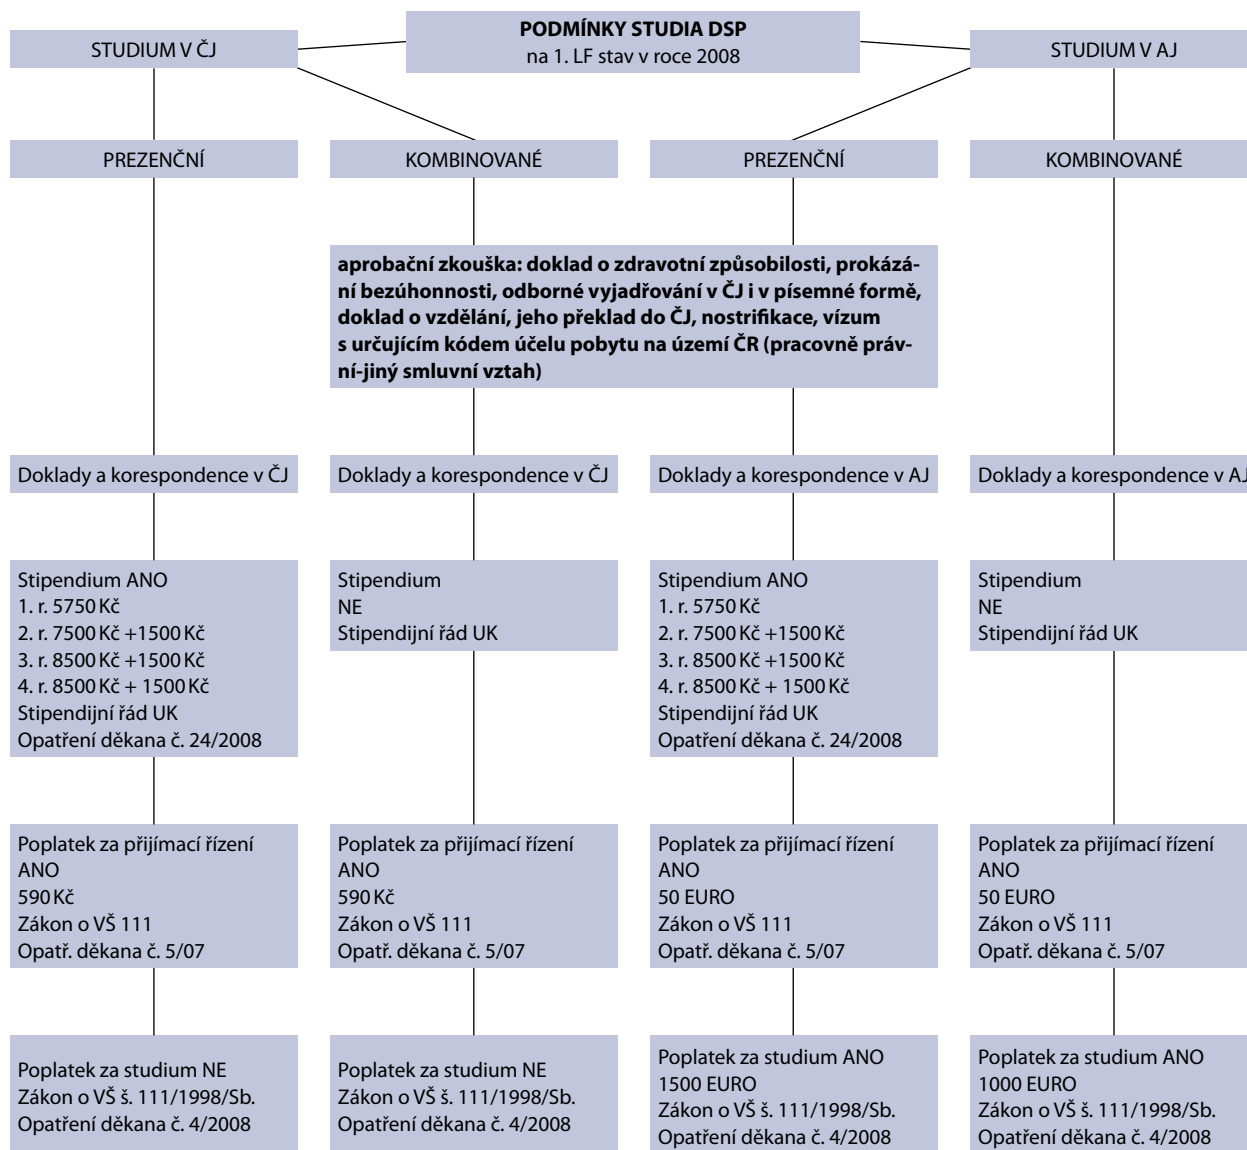 PODMÍNKY STUDIA DSP
na 1. LF stav v roce 2008
STUDIUM V ČJ
STUDIUM V AJ
PREZENČNÍ
KOMBINOVANÉ
PREZENČNÍ
KOMBINOVANÉ
aprobační zkouška: doklad o zdravotní způsobilosti, prokázá-
ní bezúhonnosti, odborné vyjadřování v ČJ i v písemné formě,
doklad o vzdělání, jeho překlad do ČJ, nostrifikace, vízum
s určujícím kódem účelu pobytu na území ČR (pracovně práv-
ní-jiný smluvní vztah)
Doklady a korespondence v ČJ
Doklady a korespondence v ČJ
Doklady a korespondence v AJ
Doklady a korespondence v AJ
Stipendium ANO
1. r. 5750 Kč
2. r. 7500 Kč +1500 Kč
3. r. 8500 Kč +1500 Kč
4. r. 8500 Kč + 1500 Kč
Stipendijní řád UK
Opatření děkana č. 24/2008
Stipendium
NE
Stipendijní řád UK
Stipendium ANO
1. r. 5750 Kč
2. r. 7500 Kč +1500 Kč
3. r. 8500 Kč +1500 Kč
4. r. 8500 Kč + 1500 Kč
Stipendijní řád UK
Opatření děkana č. 24/2008
Stipendium
NE
Stipendijní řád UK
Poplatek za přijímací řízení
ANO
590 Kč
Zákon o VŠ 111
Opatř. děkana č. 5/07
Poplatek za přijímací řízení
ANO
590 Kč
Zákon o VŠ 111
Opatř. děkana č. 5/07
Poplatek za přijímací řízení
ANO
50 EURO
Zákon o VŠ 111
Opatř. děkana č. 5/07
Poplatek za přijímací řízení
ANO
50 EURO
Zákon o VŠ 111
Opatř. děkana č. 5/07
Poplatek za studium NE
Zákon o VŠ š. 111/1998/Sb.
Opatření děkana č. 4/2008
Poplatek za studium NE
Zákon o VŠ š. 111/1998/Sb.
Opatření děkana č. 4/2008
Poplatek za studium ANO
1500 EURO
Zákon o VŠ š. 111/1998/Sb.
Opatření děkana č. 4/2008
Poplatek za studium ANO
1000 EURO
Zákon o VŠ š. 111/1998/Sb.
Opatření děkana č. 4/2008